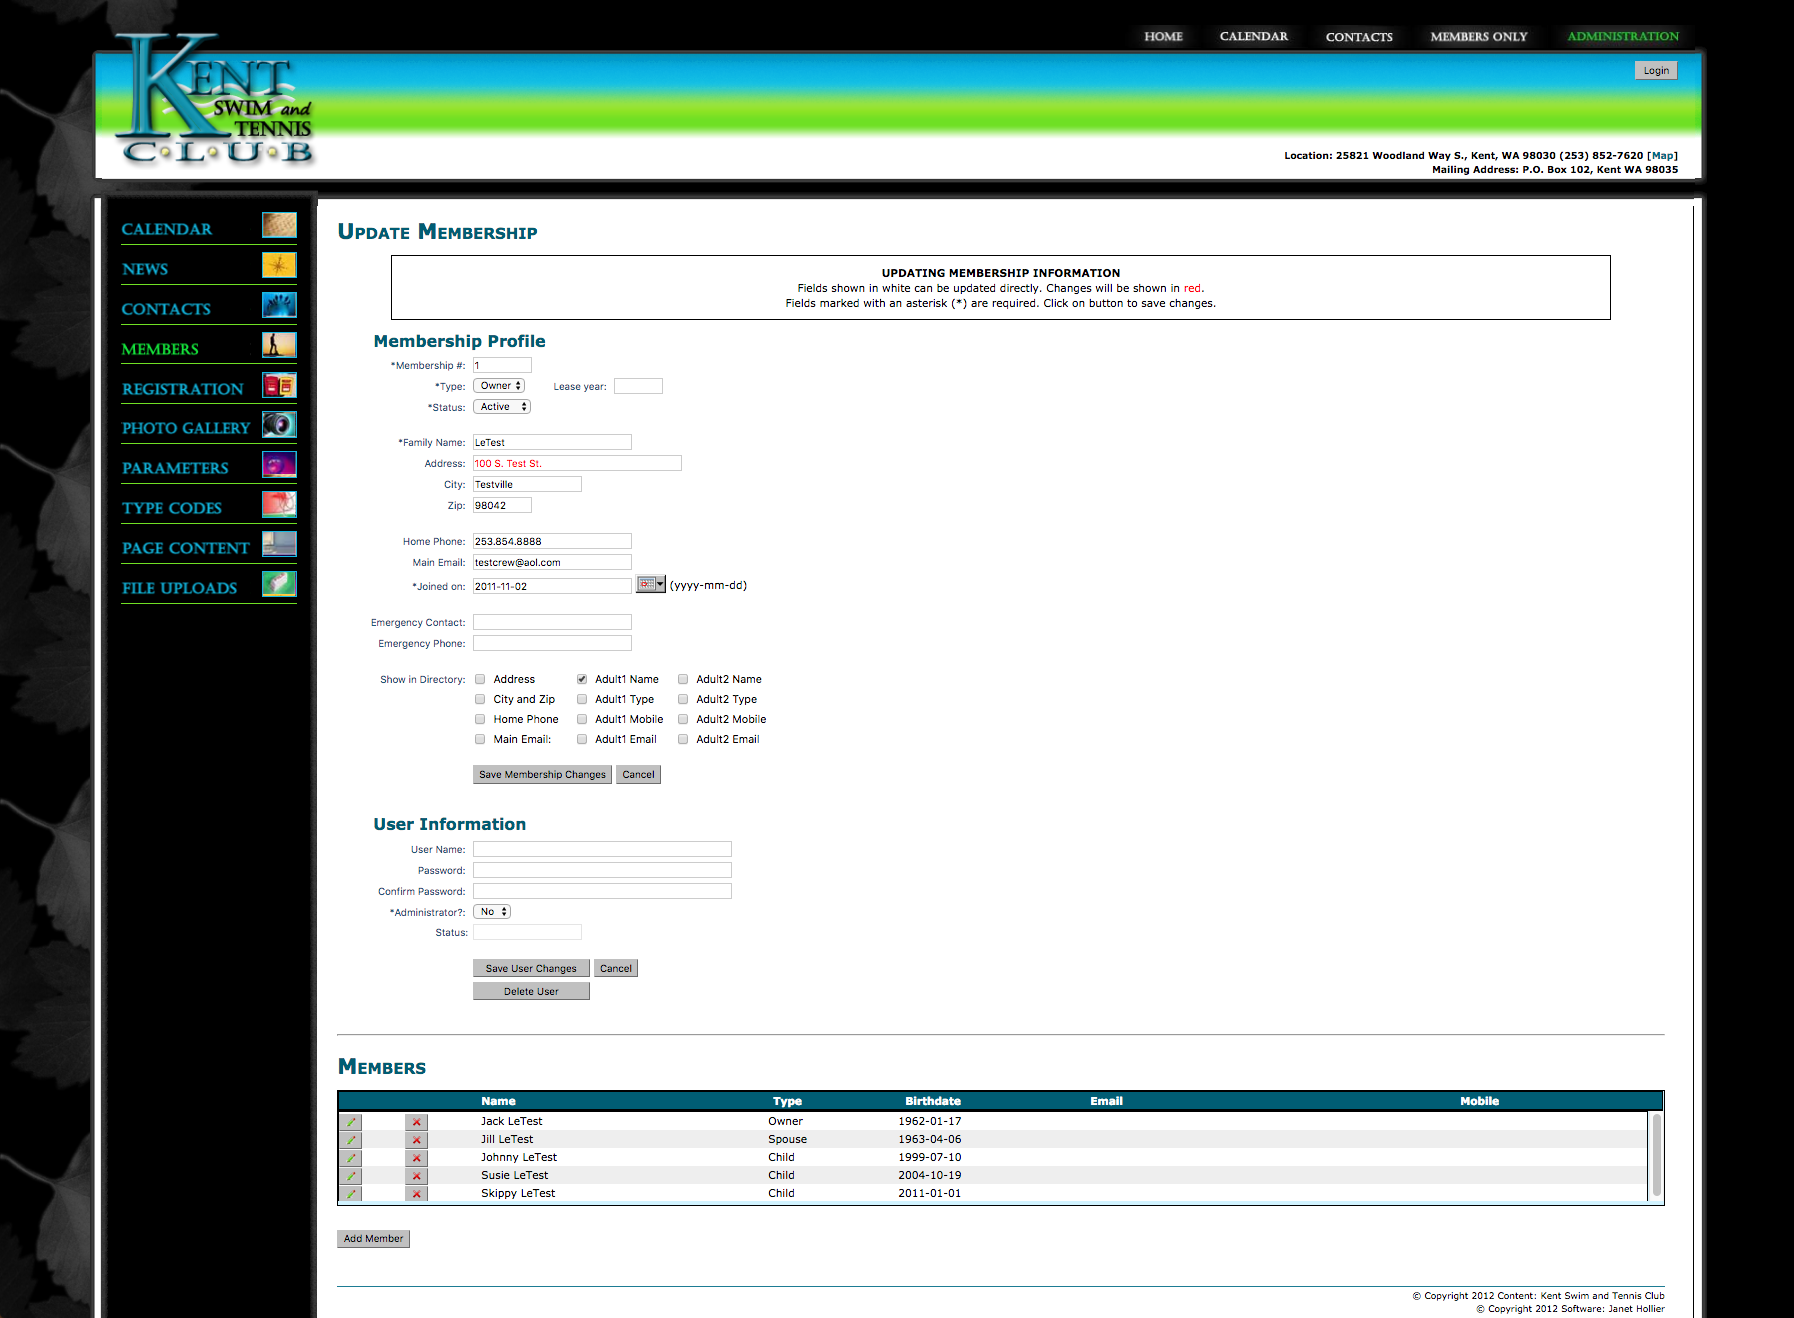 HOME CALENDAR CONTACTS MEMBERS ONLY ADMINISTRATION
Login
KENT
SWIM and
TENNIS
C·L·U·B
Location: 25821 Woodland Way S., Kent, WA 98030 (253) 852-7620 [Map]
Mailing Address: P.O. Box 102, Kent WA 98035
CALENDAR
NEWS
CONTACTS
MEMBERS
REGISTRATION
PHOTO GALLERY
PARAMETERS
TYPE CODES
PAGE CONTENT
FILE UPLOADS
UPDATE MEMBERSHIP
UPDATING MEMBERSHIP INFORMATION
Fields shown in white can be updated directly. Changes will be shown in red.
Fields marked with an asterisk (*) are required. Click on button to save changes.
Membership Profile
*Membership #: 1
*Type: Owner Lease year:
*Status: Active
*Family Name: LeTest
Address: 100 S. Test St.
City: Testville
Zip: 98042
Home Phone: 253.854.8888
Main Email: testcrew@aol.com
*Joined on: 2011-11-02 (yyyy-mm-dd)
Emergency Contact:
Emergency Phone:
Show in Directory: Address Adult1 Name Adult2 Name
City and Zip Adult1 Type Adult2 Type
Home Phone Adult1 Mobile Adult2 Mobile
Main Email: Adult1 Email Adult2 Email
Save Membership Changes Cancel
User Information
User Name:
Password:
Confirm Password:
*Administrator?: No
Status:
Save User Changes Cancel
Delete User
MEMBERS
Name Type Birthdate Email Mobile
Jack LeTest Owner 1962-01-17
Jill LeTest Spouse 1963-04-06
Johnny LeTest Child 1999-07-10
Susie LeTest Child 2004-10-19
Skippy LeTest Child 2011-01-01
Add Member
© Copyright 2012 Content: Kent Swim and Tennis Club
© Copyright 2012 Software: Janet Hollier